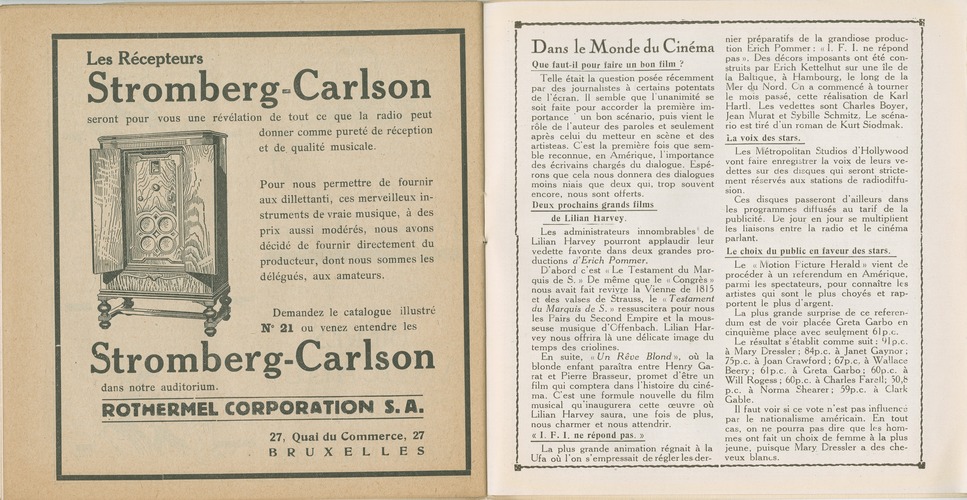 Les Récepteurs
Stromberg-Carlson
seront pour vous une révélation de tout ce que la radio peut
donner comme pureté de réception
et de qualité musicale.
Pour nous permettre de fournir
aux dillettanti, ces merveilleux in-
struments de vraie musique, à des
prix aussi modérés, nous avons
décidé de fournir directement du
producteur, dont nous sommes les
délégués, aux amateurs.
Demandez le catalogue illustré
N° 21 ou venez entendre les
Stromberg-Carlson
dans notre auditorium.
ROTHERMEL CORPORATION S. A.
27, Quai du Commerce, 27
BRUXELLES
Dans le Monde du Cinéma
Que faut-il pour faire un bon film ?
Telle était la question posée récemment
par des journalistes à certains potentats
de l'écran. Il semble que l'unanimité se
soit faite pour accorder la première im-
portance à un bon scénario, puis vient le
rôle de l'auteur des paroles et seulement
après celui du metteur en scène et des
artistes. C'est la première fois que sem-
ble reconnue, en Amérique, l'importance
des écrivains chargés du dialogue. Espé-
rons que cela nous donnera des dialogues
moins niais que deux qui, trop souvent
encore, nous sont offerts.
Deux prochains grands films
de Lilian Harvey.
Les administrateurs innombrables de
Lilian Harvey pourront applaudir leur
vedette favorite dans deux grandes pro-
ductions d'Erich Pommer.
D'abord c'est « Le Testament du Mar-
quis de S. » De même que le « Congrès »
nous avait fait revivre la Vienne de 1815
et des valses de Strauss, le « Testament
du Marquis de S. » ressuscitera pour nous
les Pairs du Second Empire et la mous-
seuse musique d'Offenbach. Lilian Har-
vey nous offrira là une délicate image du
temps des criolines.
En suite, « Un Rêve Blond », où la
blonde enfant paraîtra entre Henry Ga-
rat et Pierre Brasseur, promet d'être un
film qui comptera dans l'histoire du ciné-
ma. C'est une formule nouvelle du film
musical qu'inaugurera cette œuvre où
Lilian Harvey saura, une fois de plus,
nous charmer et nous attendrir.
« I. F. I. ne répond pas. »
La plus grande animation régnait à la
Ufa où l'on s'empressait de régler les der-
nier préparatifs de la grandiose produc-
tion Erich Pommer : « I. F. I. ne répond
pas ». Des décors imposants ont été con-
struits par Erich Kettelhut sur une île de
la Baltique, à Hambourg, le long de la
Mer du Nord. On a commencé à tourner
le mois passé, cette réalisation de Karl
Hartl. Les vedettes sont Charles Boyer,
Jean Murat et Sybille Schmitz. Le scéna-
rio est tiré d'un roman de Kurt Siodmak.
La voix des stars.
Les Métropolitan Studios d'Hollywood
vont faire enregistrer la voix de leurs ve-
dettes sur des disques qui seront stricte-
ment réservés aux stations de radiodiffu-
sion.
Ces disques passeront d'ailleurs dans
les programmes diffusés au tarif de la
publicité. De jour en jour se multiplient
les liaisons entre la radio et le cinéma
parlant.
Le choix du public en faveur des stars.
Le « Motion Picture Herald » vient de
procéder à un referendum en Amérique,
parmi les spectateurs, pour connaître les
artistes qui sont le plus choyés et rap-
portent le plus d'argent.
La plus grande surprise de ce referen-
dum est de voir placée Greta Garbo en
cinquième place avec seulement 61p.c.
Le résultat s'établit comme suit : 91p.c.
à Mary Dressler ; 84p.c. à Janet Gaynor ;
75p.c. à Joan Crawford ; 67p.c. à Wallace
Beery ; 61p.c. à Greta Garbo ; 60p.c. à
Will Rogess ; 60p.c. à Charles Farell; 50,8
p.c. à Norma Shearer ; 59p.c. à Clark
Gable.
Il faut voir si ce vote n'est pas influencé
par le nationalisme américain. En tout
cas, on ne pourra pas dire que les hom-
mes ont fait un choix de femme à la plus
jeune, puisque Mary Dressler a des che-
veux blancs.